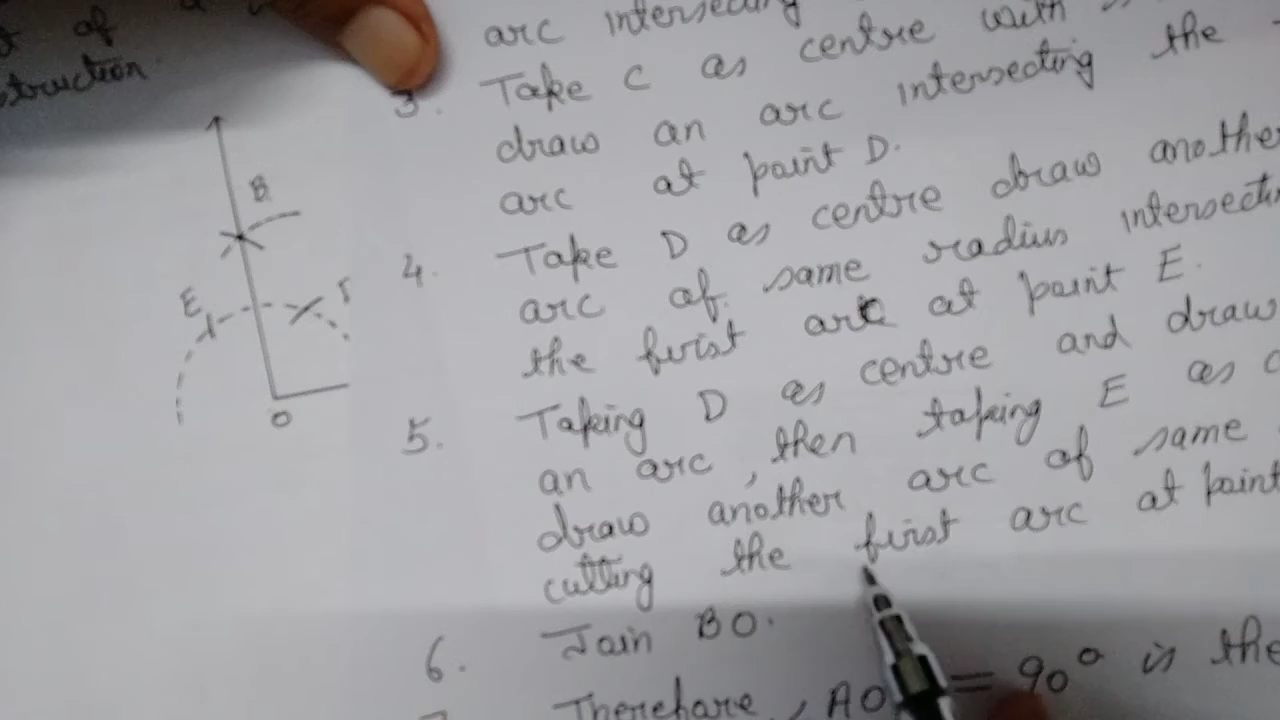 of
struction
arc intersecting
3. Take C as centre with
draw an arc intersecting the
arc at point D.
4. Take D as centre draw another
arc of same radius intersecting
the first arc at point E.
5. Taking D as centre and draw
an arc, then taking E as
draw another arc of same
cutting the first arc at point
6. Join BO.
Therefore, AO = 90° is the
B
E
O